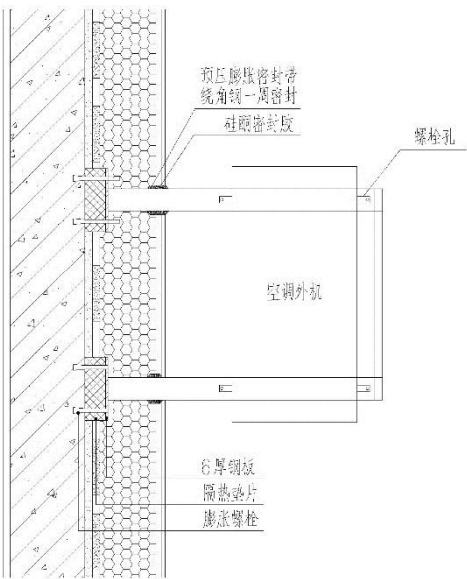 预压膨胀密封带
绕角钢一周密封
硅酮密封胶
螺栓孔
空调外机
6厚钢板
隔热垫片
膨胀螺栓